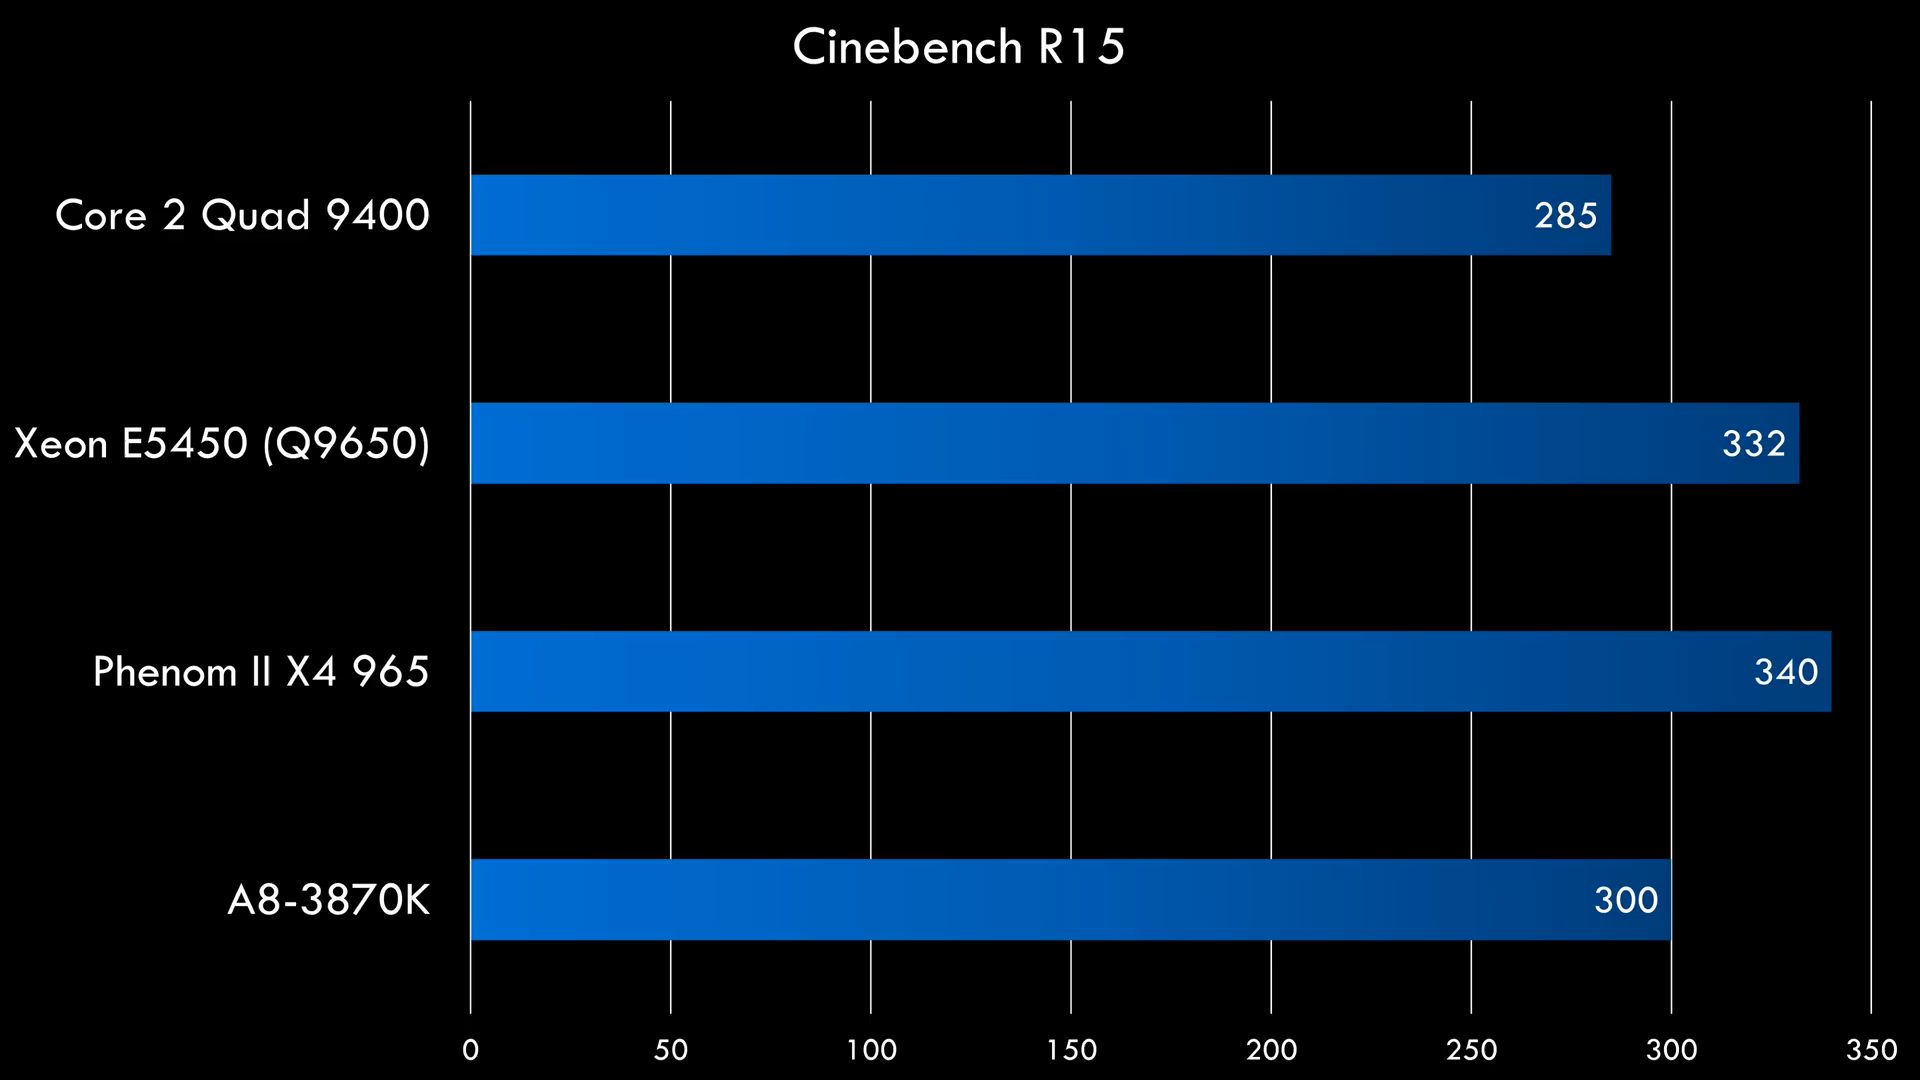 Cinebench R15
Core 2 Quad 9400
285
Xeon E5450 (Q9650)
332
Phenom II X4 965
340
A8-3870K
300
0 50 100 150 200 250 300 350